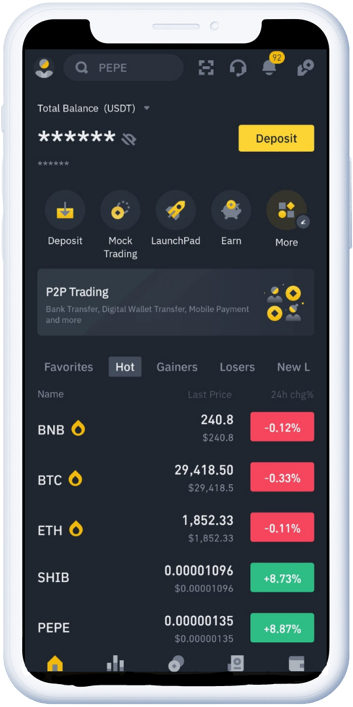 92
PEPE
Total Balance (USDT)
******
Deposit
******
Deposit
Mock
Trading
LaunchPad
Earn
More
P2P Trading
Bank Transfer, Digital Wallet Transfer, Mobile Payment
and more
Favorites Hot Gainers Losers New L
Name Last Price 24h chg%
BNB 240.8 -0.12%
$240.8
BTC 29,418.50 -0.33%
$29,418.5
ETH 1,852.33 -0.11%
$1,852.33
SHIB 0.00001096 +8.73%
$0.00001096
PEPE 0.00000135 +8.87%
$0.00000135